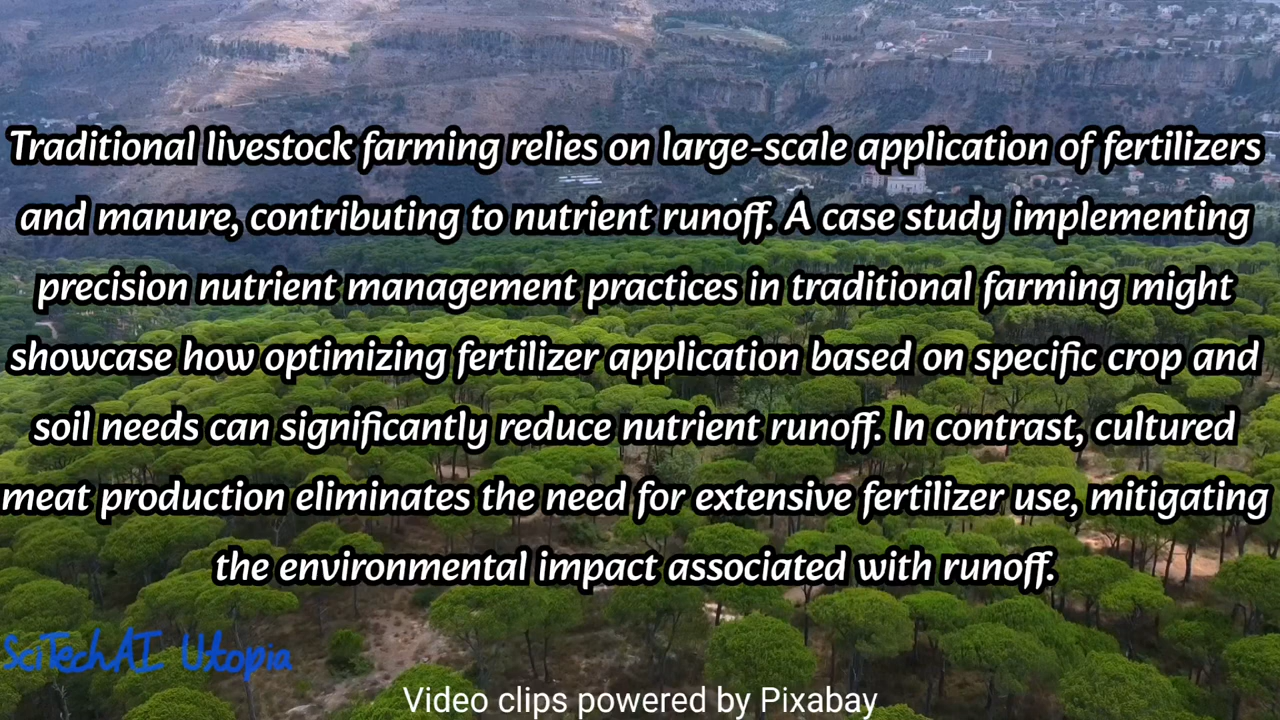 Traditional livestock farming relies on large-scale application of fertilizers
and manure, contributing to nutrient runoff. A case study implementing
precision nutrient management practices in traditional farming might
showcase how optimizing fertilizer application based on specific crop and
soil needs can significantly reduce nutrient runoff. In contrast, cultured
meat production eliminates the need for extensive fertilizer use, mitigating
the environmental impact associated with runoff.
SciTechAI Utopia
Video clips powered by Pixabay